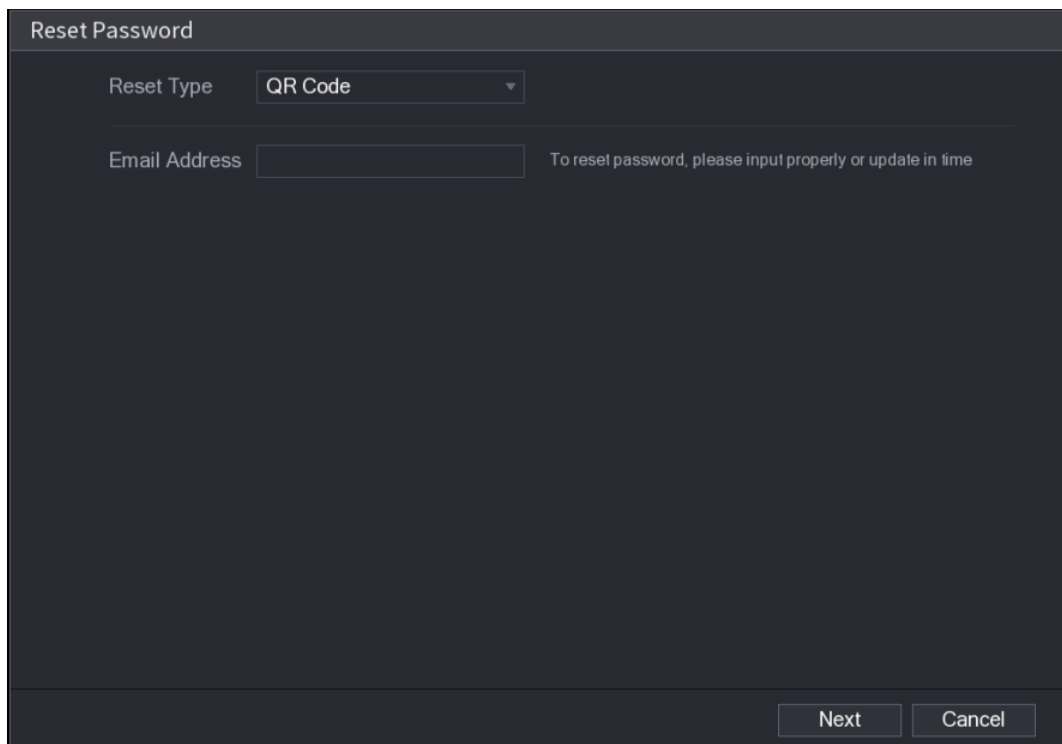 Reset Password
Reset Type QR Code
Email Address To reset password, please input properly or update in time
Next Cancel